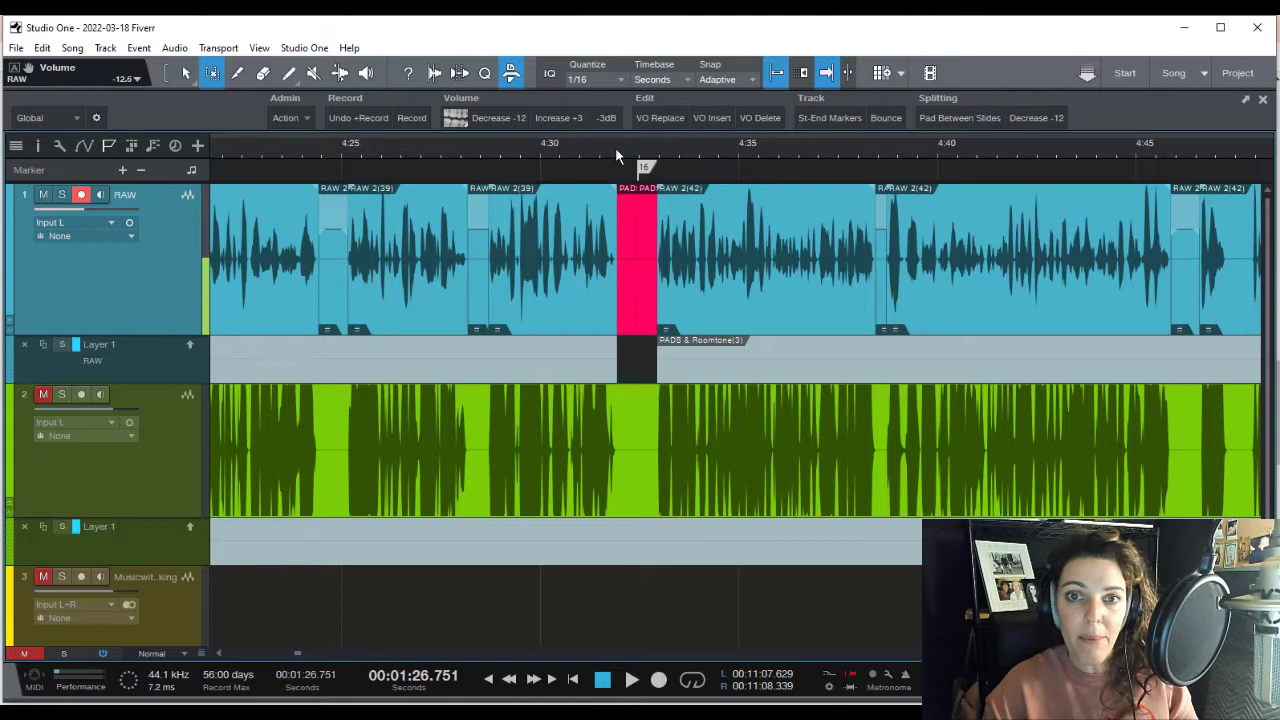 Studio One - 2022-03-18 Fiverr
File Edit Song Track Event Audio Transport View Studio One Help
A Volume
RAW -12.6
Quantize Timebase Snap
IQ 1/16 Seconds Adaptive
Start Song Project
Admin Record Volume Edit Track Splitting
Global Action Undo +Record Record Decrease -12 Increase +3 -3dB VO Replace VO Insert VO Delete St-End Markers Bounce Pad Between Slides Decrease -12
4:25 4:30 4:35 4:40 4:45
Marker + − 16
1 M S RAW
RAW 2 RAW 2(39) RAW RAW 2(39) PAD: PAD RAW 2(42) RAW 2(42) RAW 2 RAW 2(42)
Input L
None
S Layer 1
RAW
PADS & Roomtone(3)
2 M S
Input L
None
S Layer 1
3 M S Musicwit..king
Input L+R
None
M S Normal
MIDI Performance 44.1 kHz
7.2 ms
56:00 days
Record Max
00:01:26.751
Seconds
00:01:26.751
Seconds
L 00:11:07.629
R 00:11:08.339
Metronome